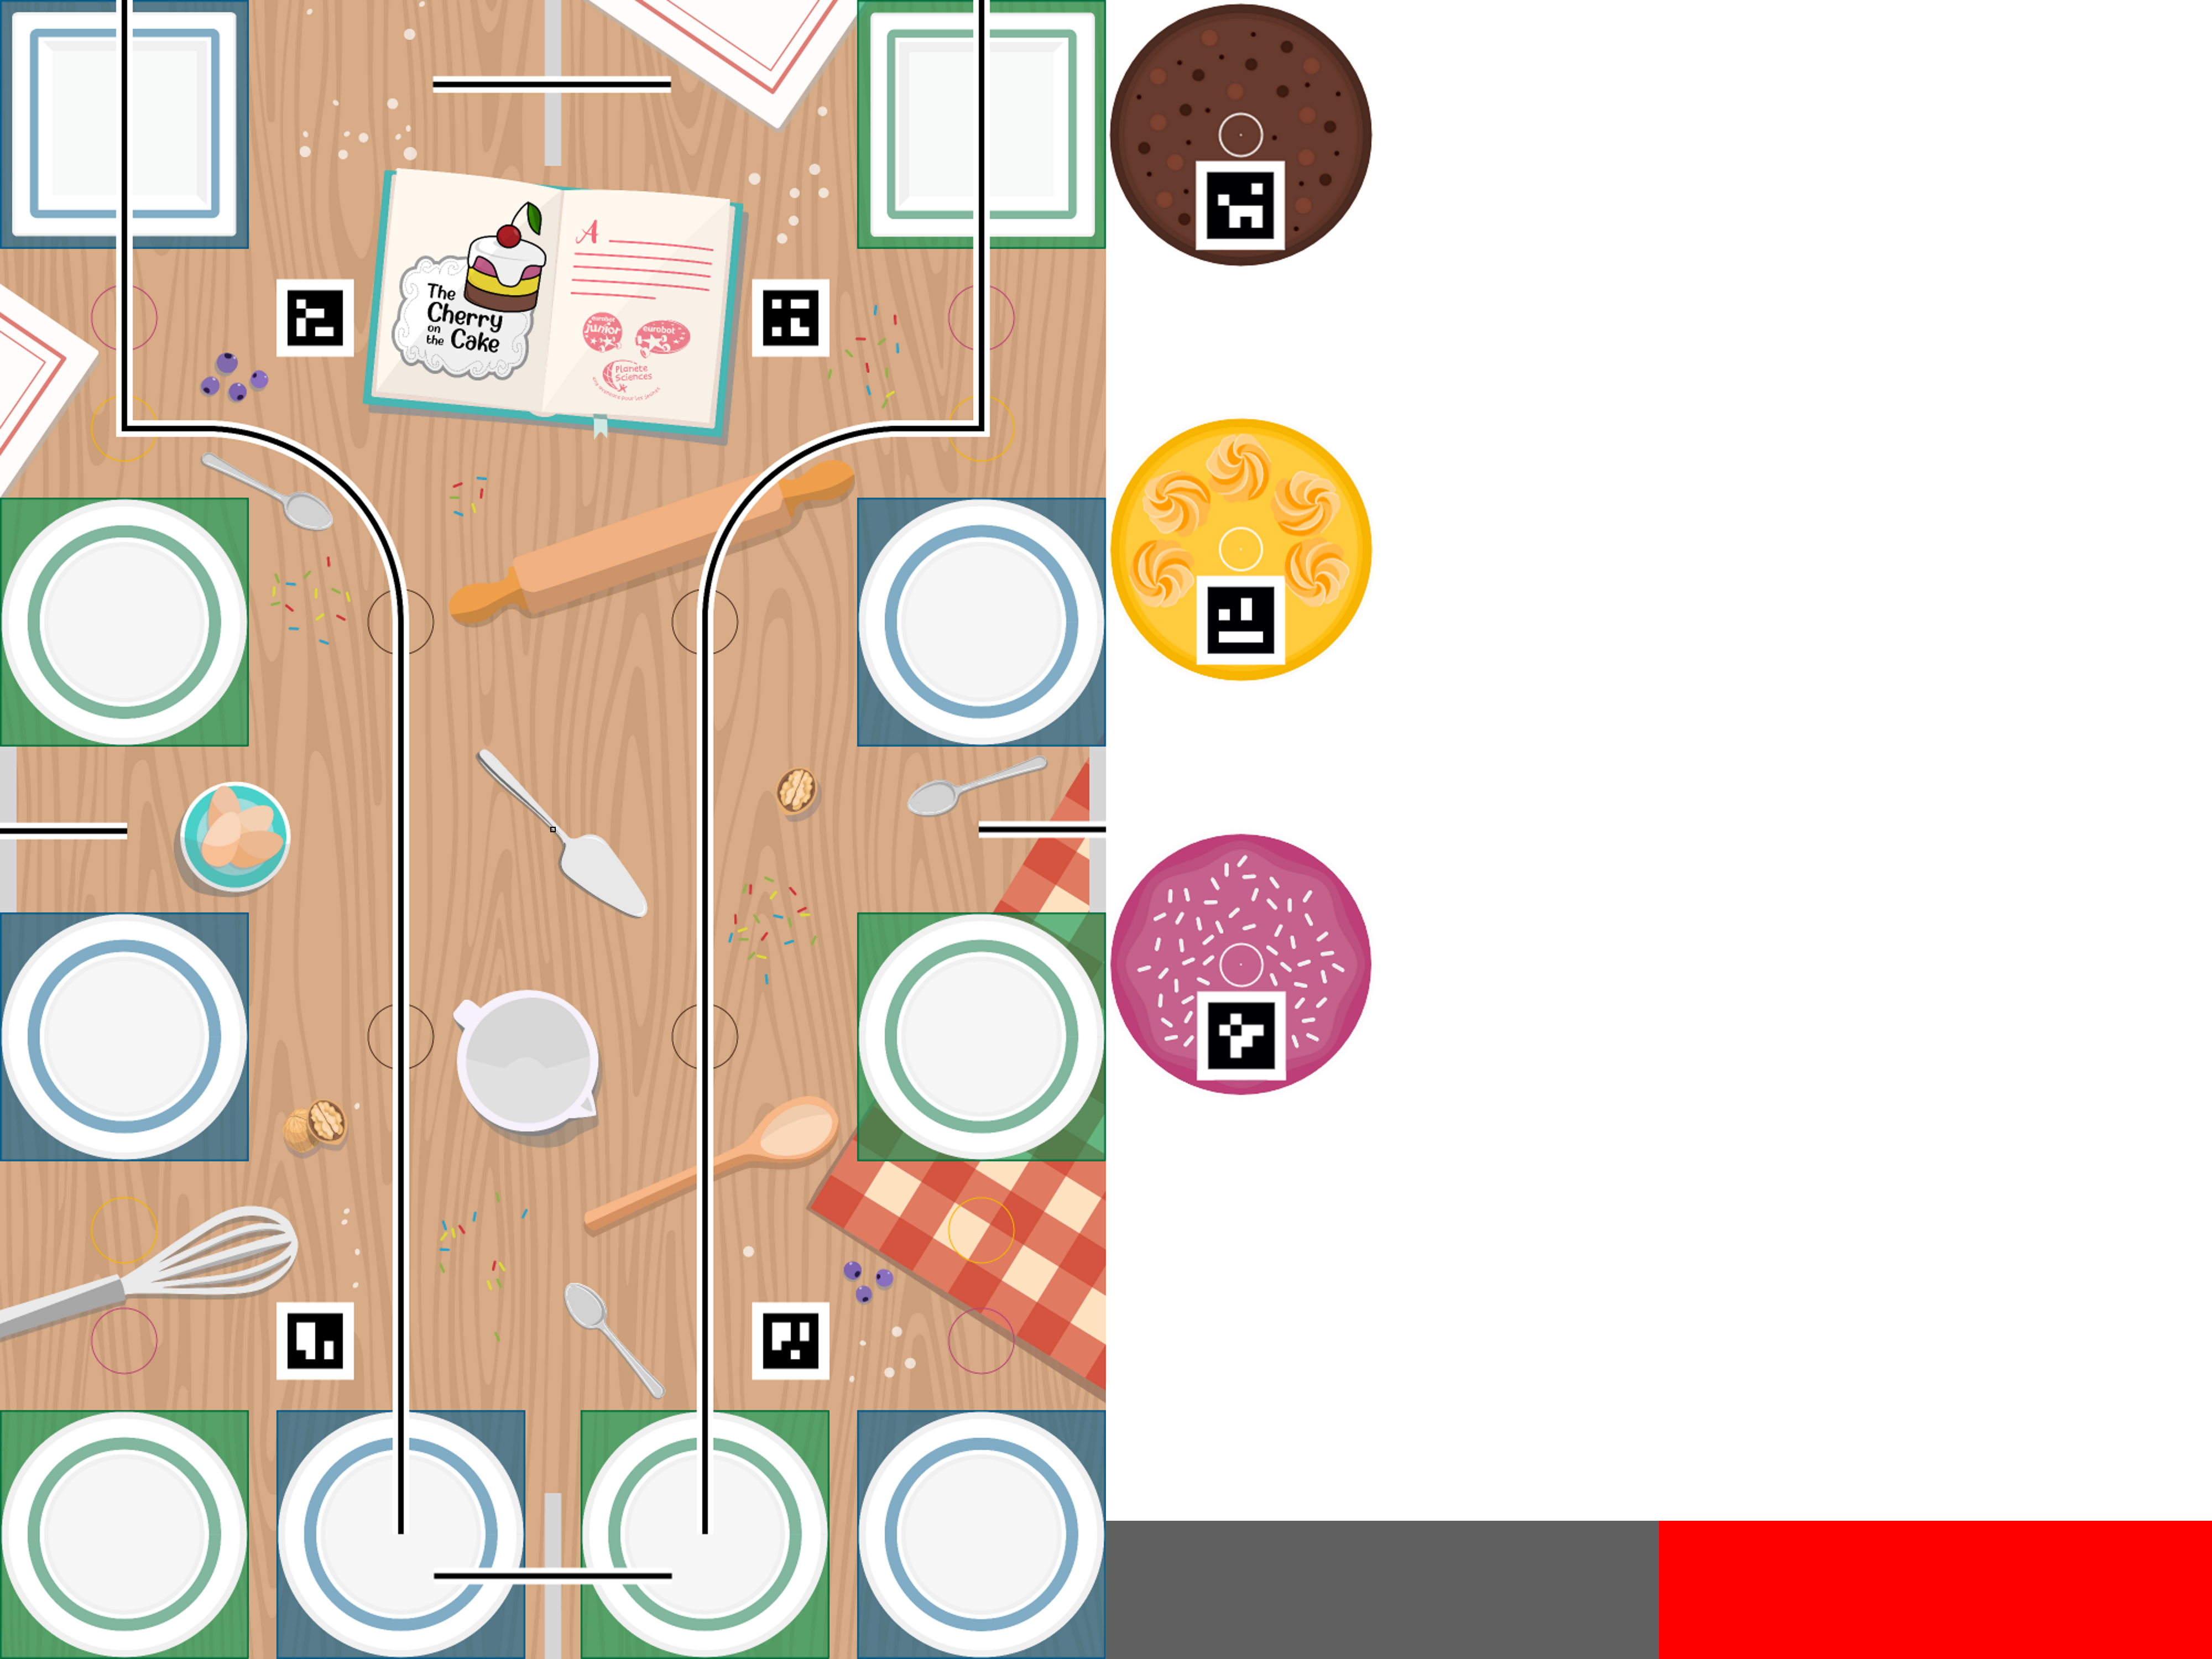 The
Cherry
on
the Cake
A
eurobot
junior
eurobot
Planète
Sciences